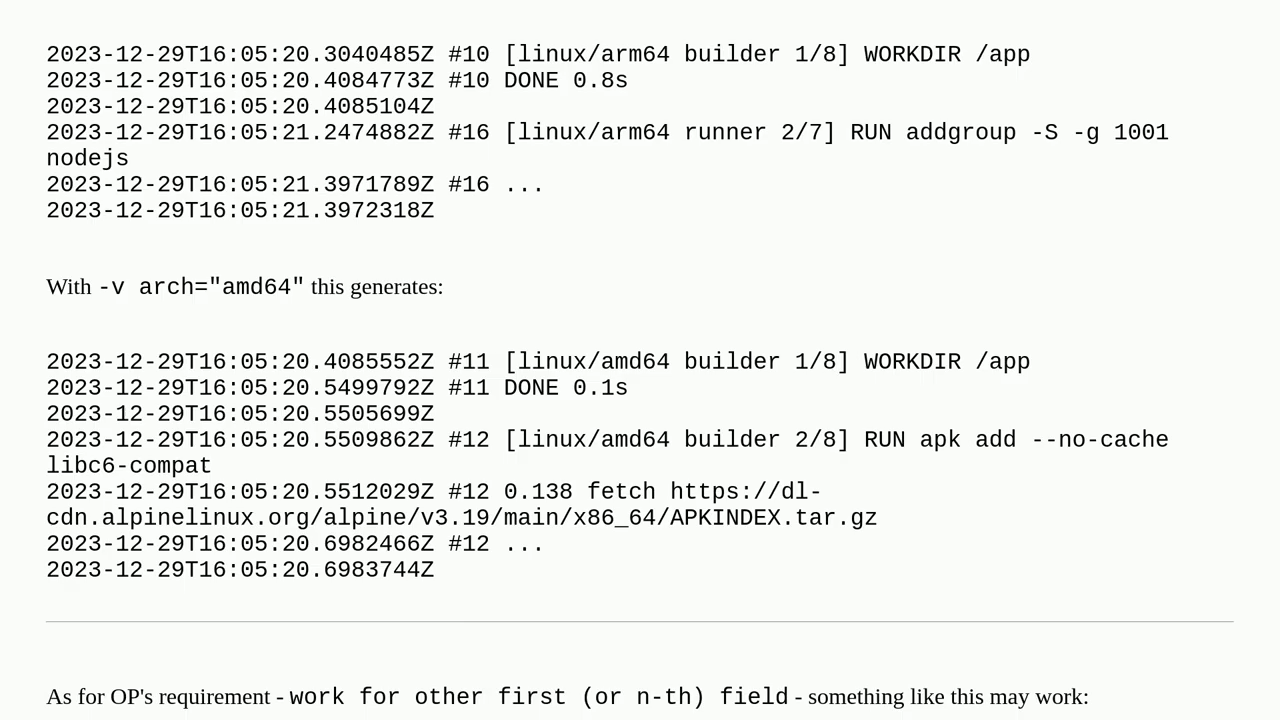 2023-12-29T16:05:20.3040485Z #10 [linux/arm64 builder 1/8] WORKDIR /app
2023-12-29T16:05:20.4084773Z #10 DONE 0.8s
2023-12-29T16:05:20.4085104Z
2023-12-29T16:05:21.2474882Z #16 [linux/arm64 runner 2/7] RUN addgroup -S -g 1001
nodejs
2023-12-29T16:05:21.3971789Z #16 ...
2023-12-29T16:05:21.3972318Z
With -v arch="amd64" this generates:
2023-12-29T16:05:20.4085552Z #11 [linux/amd64 builder 1/8] WORKDIR /app
2023-12-29T16:05:20.5499792Z #11 DONE 0.1s
2023-12-29T16:05:20.5505699Z
2023-12-29T16:05:20.5509862Z #12 [linux/amd64 builder 2/8] RUN apk add --no-cache
libc6-compat
2023-12-29T16:05:20.5512029Z #12 0.138 fetch https://dl-
cdn.alpinelinux.org/alpine/v3.19/main/x86_64/APKINDEX.tar.gz
2023-12-29T16:05:20.6982466Z #12 ...
2023-12-29T16:05:20.6983744Z
As for OP's requirement - work for other first (or n-th) field - something like this may work: